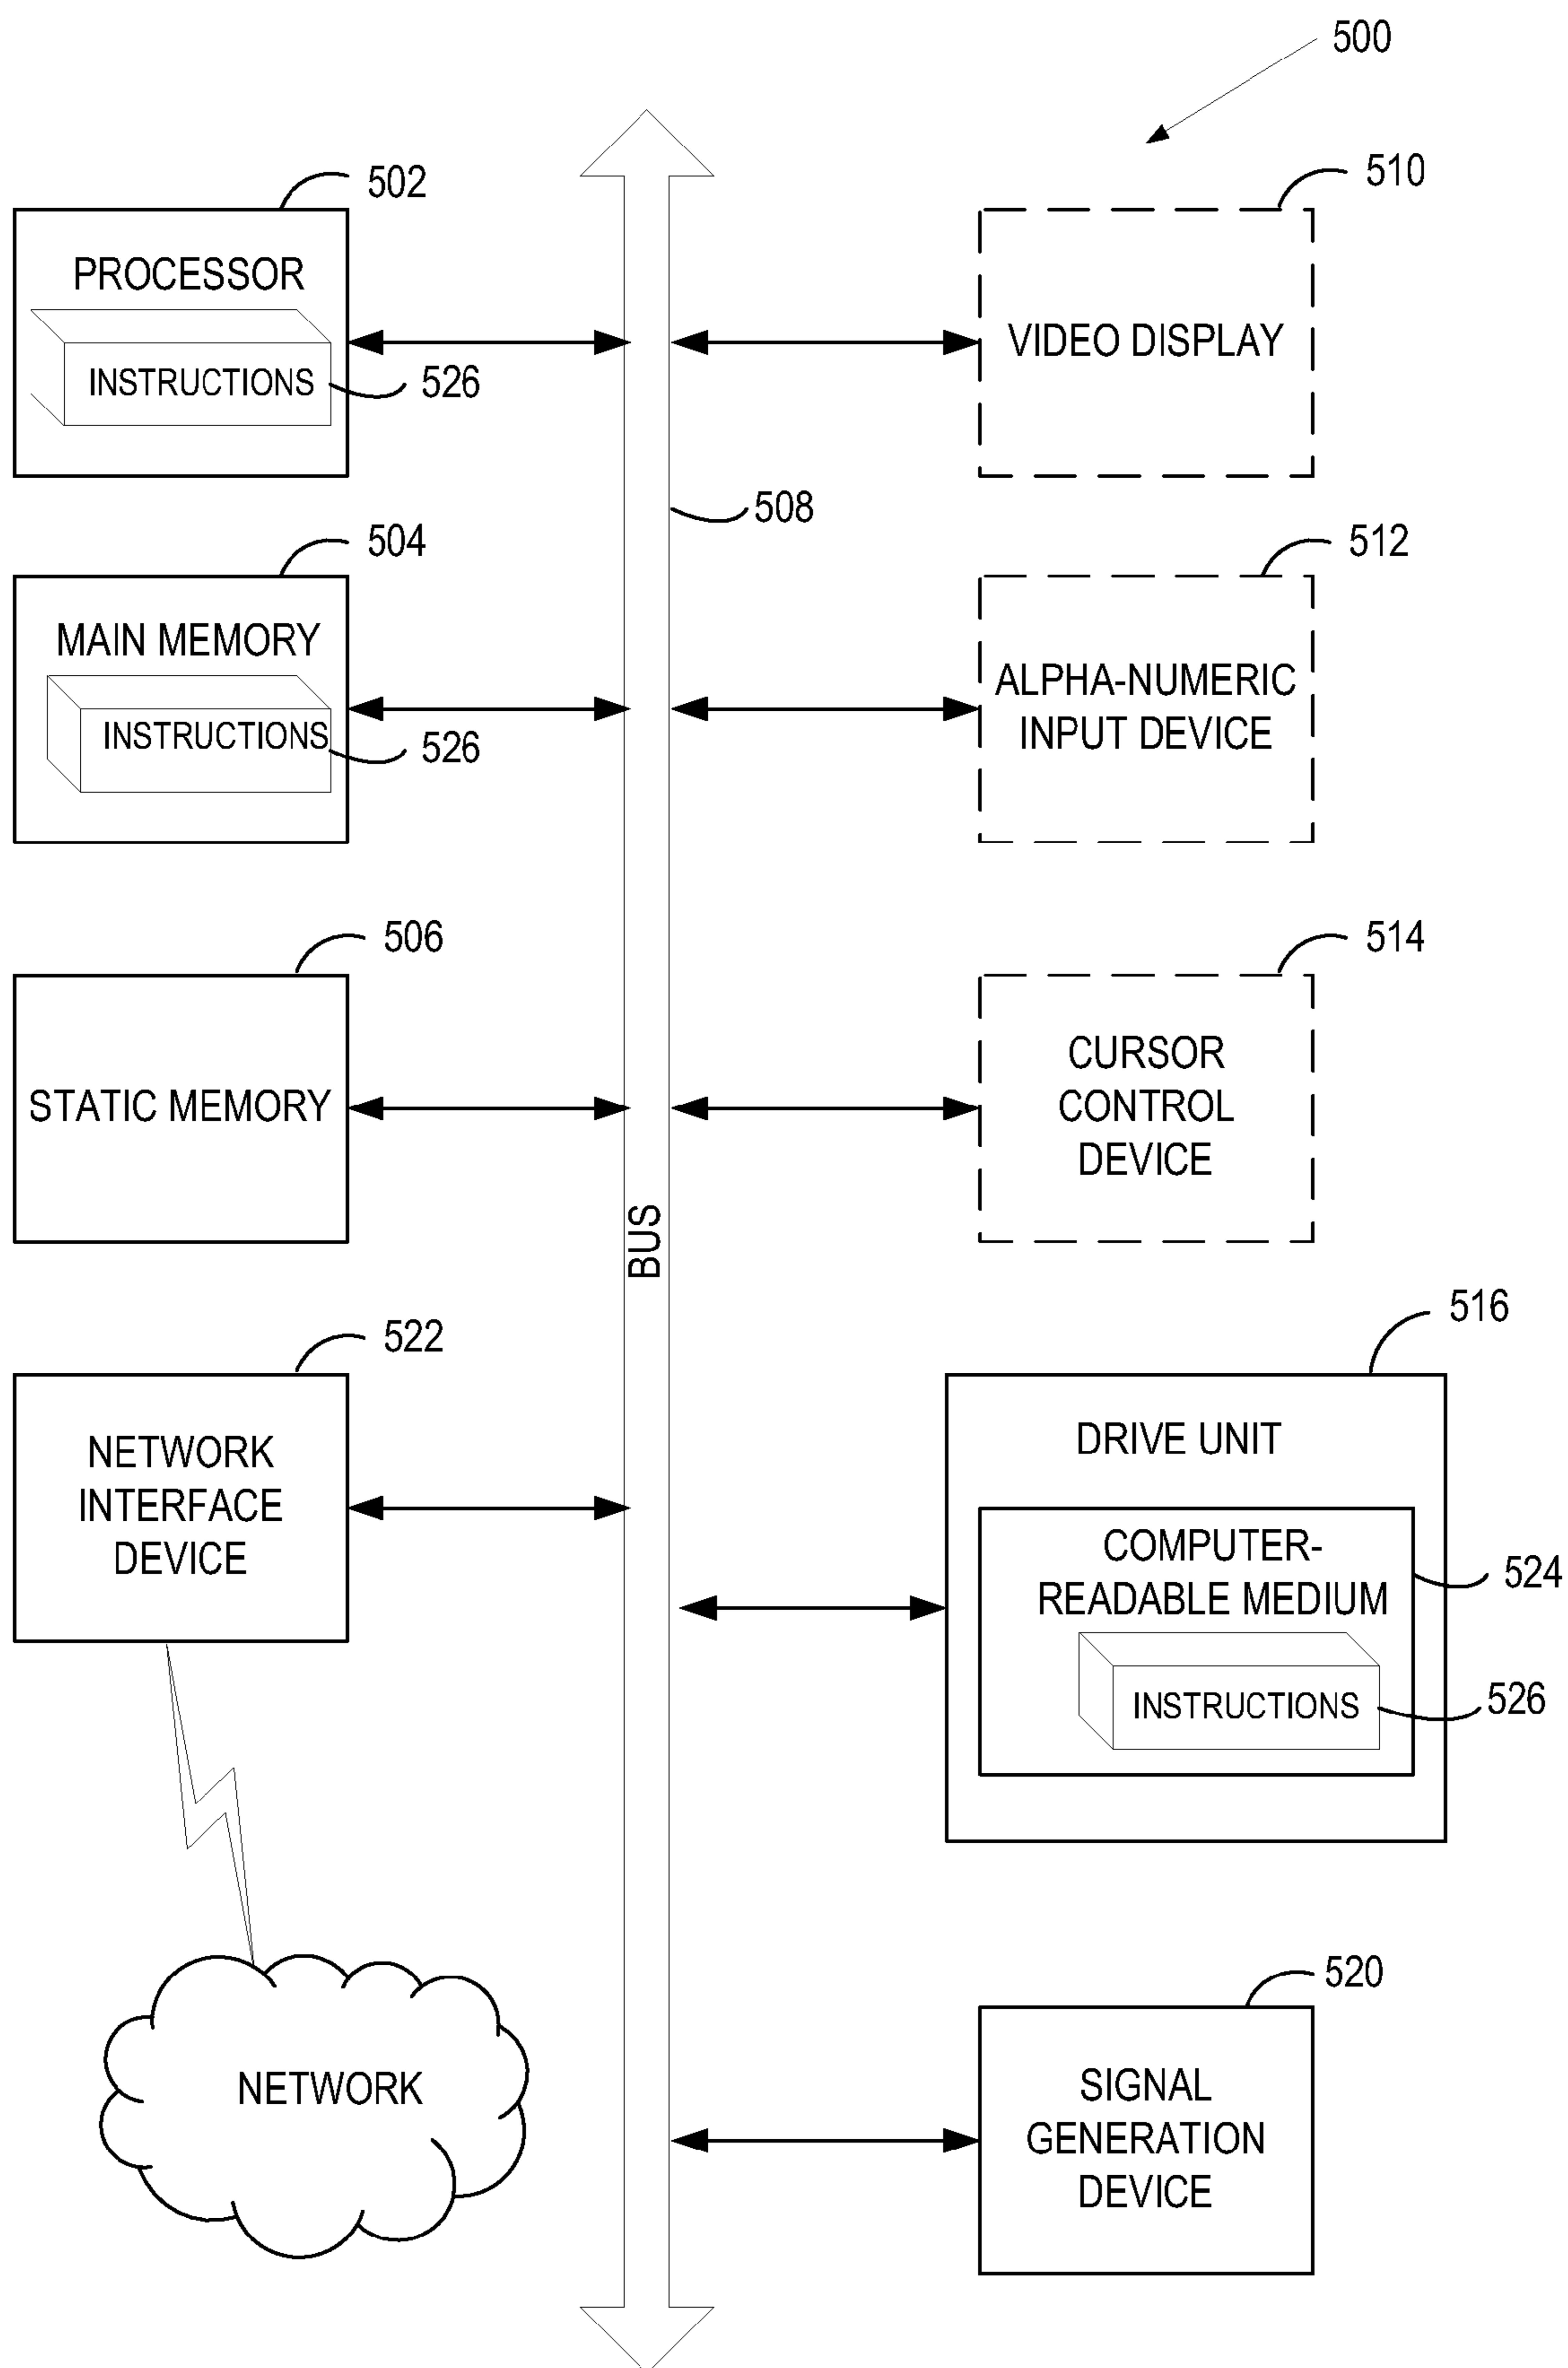 500
502
PROCESSOR
INSTRUCTIONS
526
510
VIDEO DISPLAY
508
504
MAIN MEMORY
INSTRUCTIONS
526
512
ALPHA-NUMERIC
INPUT DEVICE
506
STATIC MEMORY
514
CURSOR
CONTROL
DEVICE
BUS
522
NETWORK
INTERFACE
DEVICE
516
DRIVE UNIT
COMPUTER-
READABLE MEDIUM
524
INSTRUCTIONS
526
NETWORK
520
SIGNAL
GENERATION
DEVICE